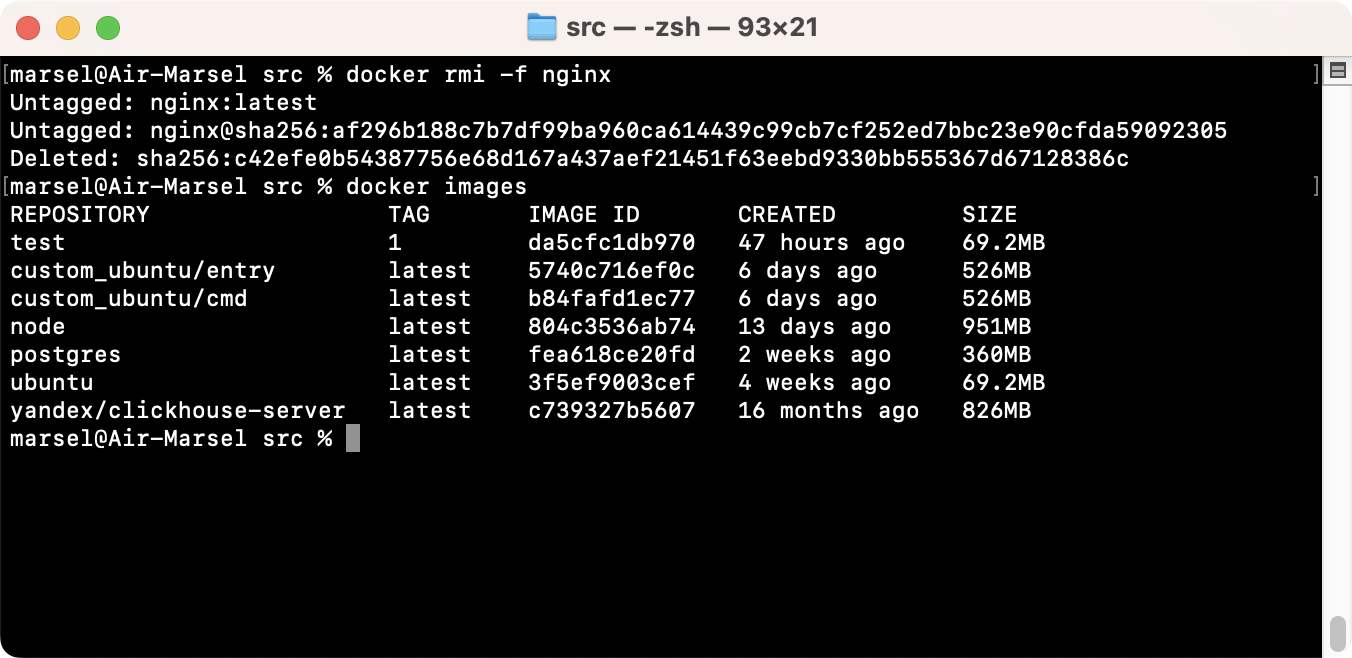 src — -zsh — 93×21
marsel@Air-Marsel src % docker rmi -f nginx
Untagged: nginx:latest
Untagged: nginx@sha256:af296b188c7b7df99ba960ca614439c99cb7cf252ed7bbc23e90cfda59092305
Deleted: sha256:c42efe0b54387756e68d167a437aef21451f63eebd9330bb555367d67128386c
marsel@Air-Marsel src % docker images
REPOSITORY                 TAG       IMAGE ID       CREATED         SIZE
test                       1         da5cfc1db970   47 hours ago    69.2MB
custom_ubuntu/entry        latest    5740c716ef0c   6 days ago      526MB
custom_ubuntu/cmd          latest    b84fafd1ec77   6 days ago      526MB
node                       latest    804c3536ab74   13 days ago     951MB
postgres                   latest    fea618ce20fd   2 weeks ago     360MB
ubuntu                     latest    3f5ef9003cef   4 weeks ago     69.2MB
yandex/clickhouse-server   latest    c739327b5607   16 months ago   826MB
marsel@Air-Marsel src %